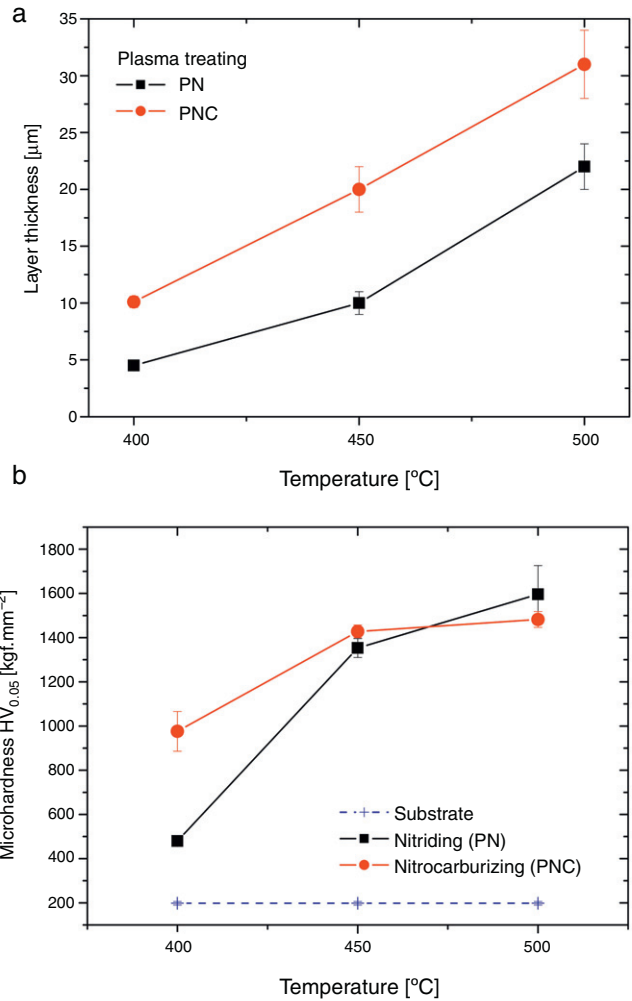 a
35
30
25
20
15
10
5
0
Layer thickness [μm]
Plasma treating
PN
PNC
400 450 500
Temperature [ºC]
b
1800
1600
1400
1200
1000
800
600
400
200
Microhardness HV0.05 [kgf.mm−2]
Substrate
Nitriding (PN)
Nitrocarburizing (PNC)
400 450 500
Temperature [ºC]